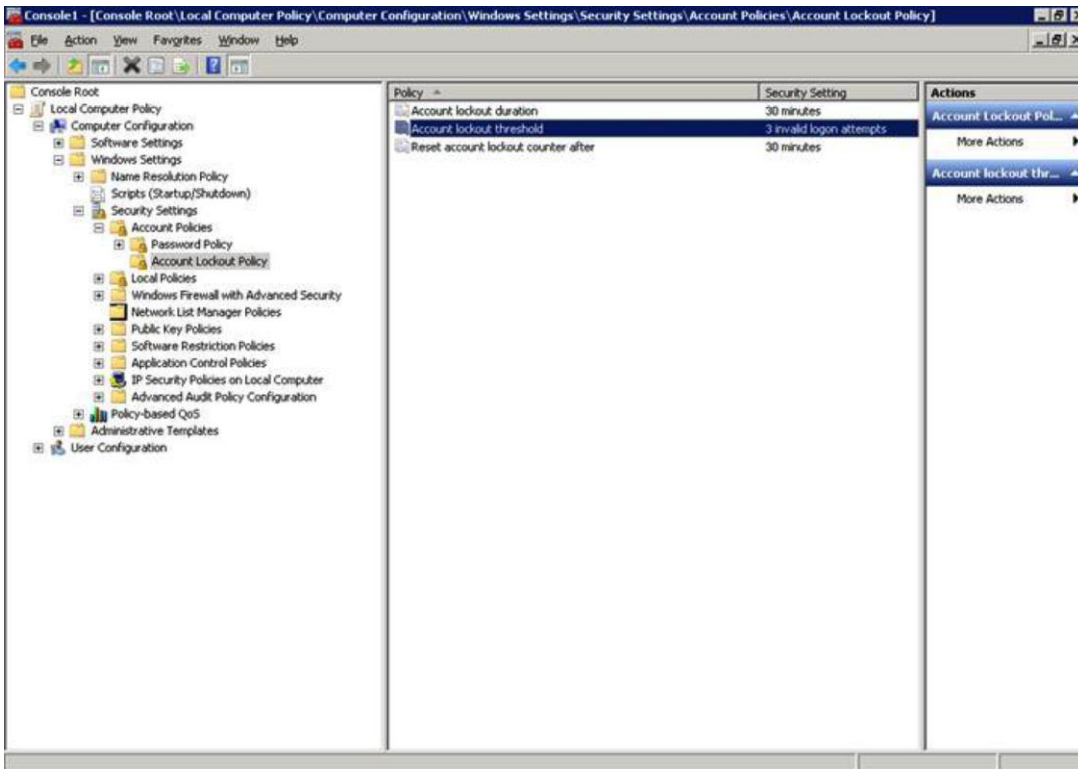 Console1 - [Console Root\Local Computer Policy\Computer Configuration\Windows Settings\Security Settings\Account Policies\Account Lockout Policy]
File Action View Favorites Window Help
Console Root
Local Computer Policy
Computer Configuration
Software Settings
Windows Settings
Name Resolution Policy
Scripts (Startup/Shutdown)
Security Settings
Account Policies
Password Policy
Account Lockout Policy
Local Policies
Windows Firewall with Advanced Security
Network List Manager Policies
Public Key Policies
Software Restriction Policies
Application Control Policies
IP Security Policies on Local Computer
Advanced Audit Policy Configuration
Policy-based QoS
Administrative Templates
User Configuration
Policy Security Setting
Account lockout duration 30 minutes
Account lockout threshold 3 invalid logon attempts
Reset account lockout counter after 30 minutes
Actions
Account Lockout Pol...
More Actions
Account lockout thr...
More Actions